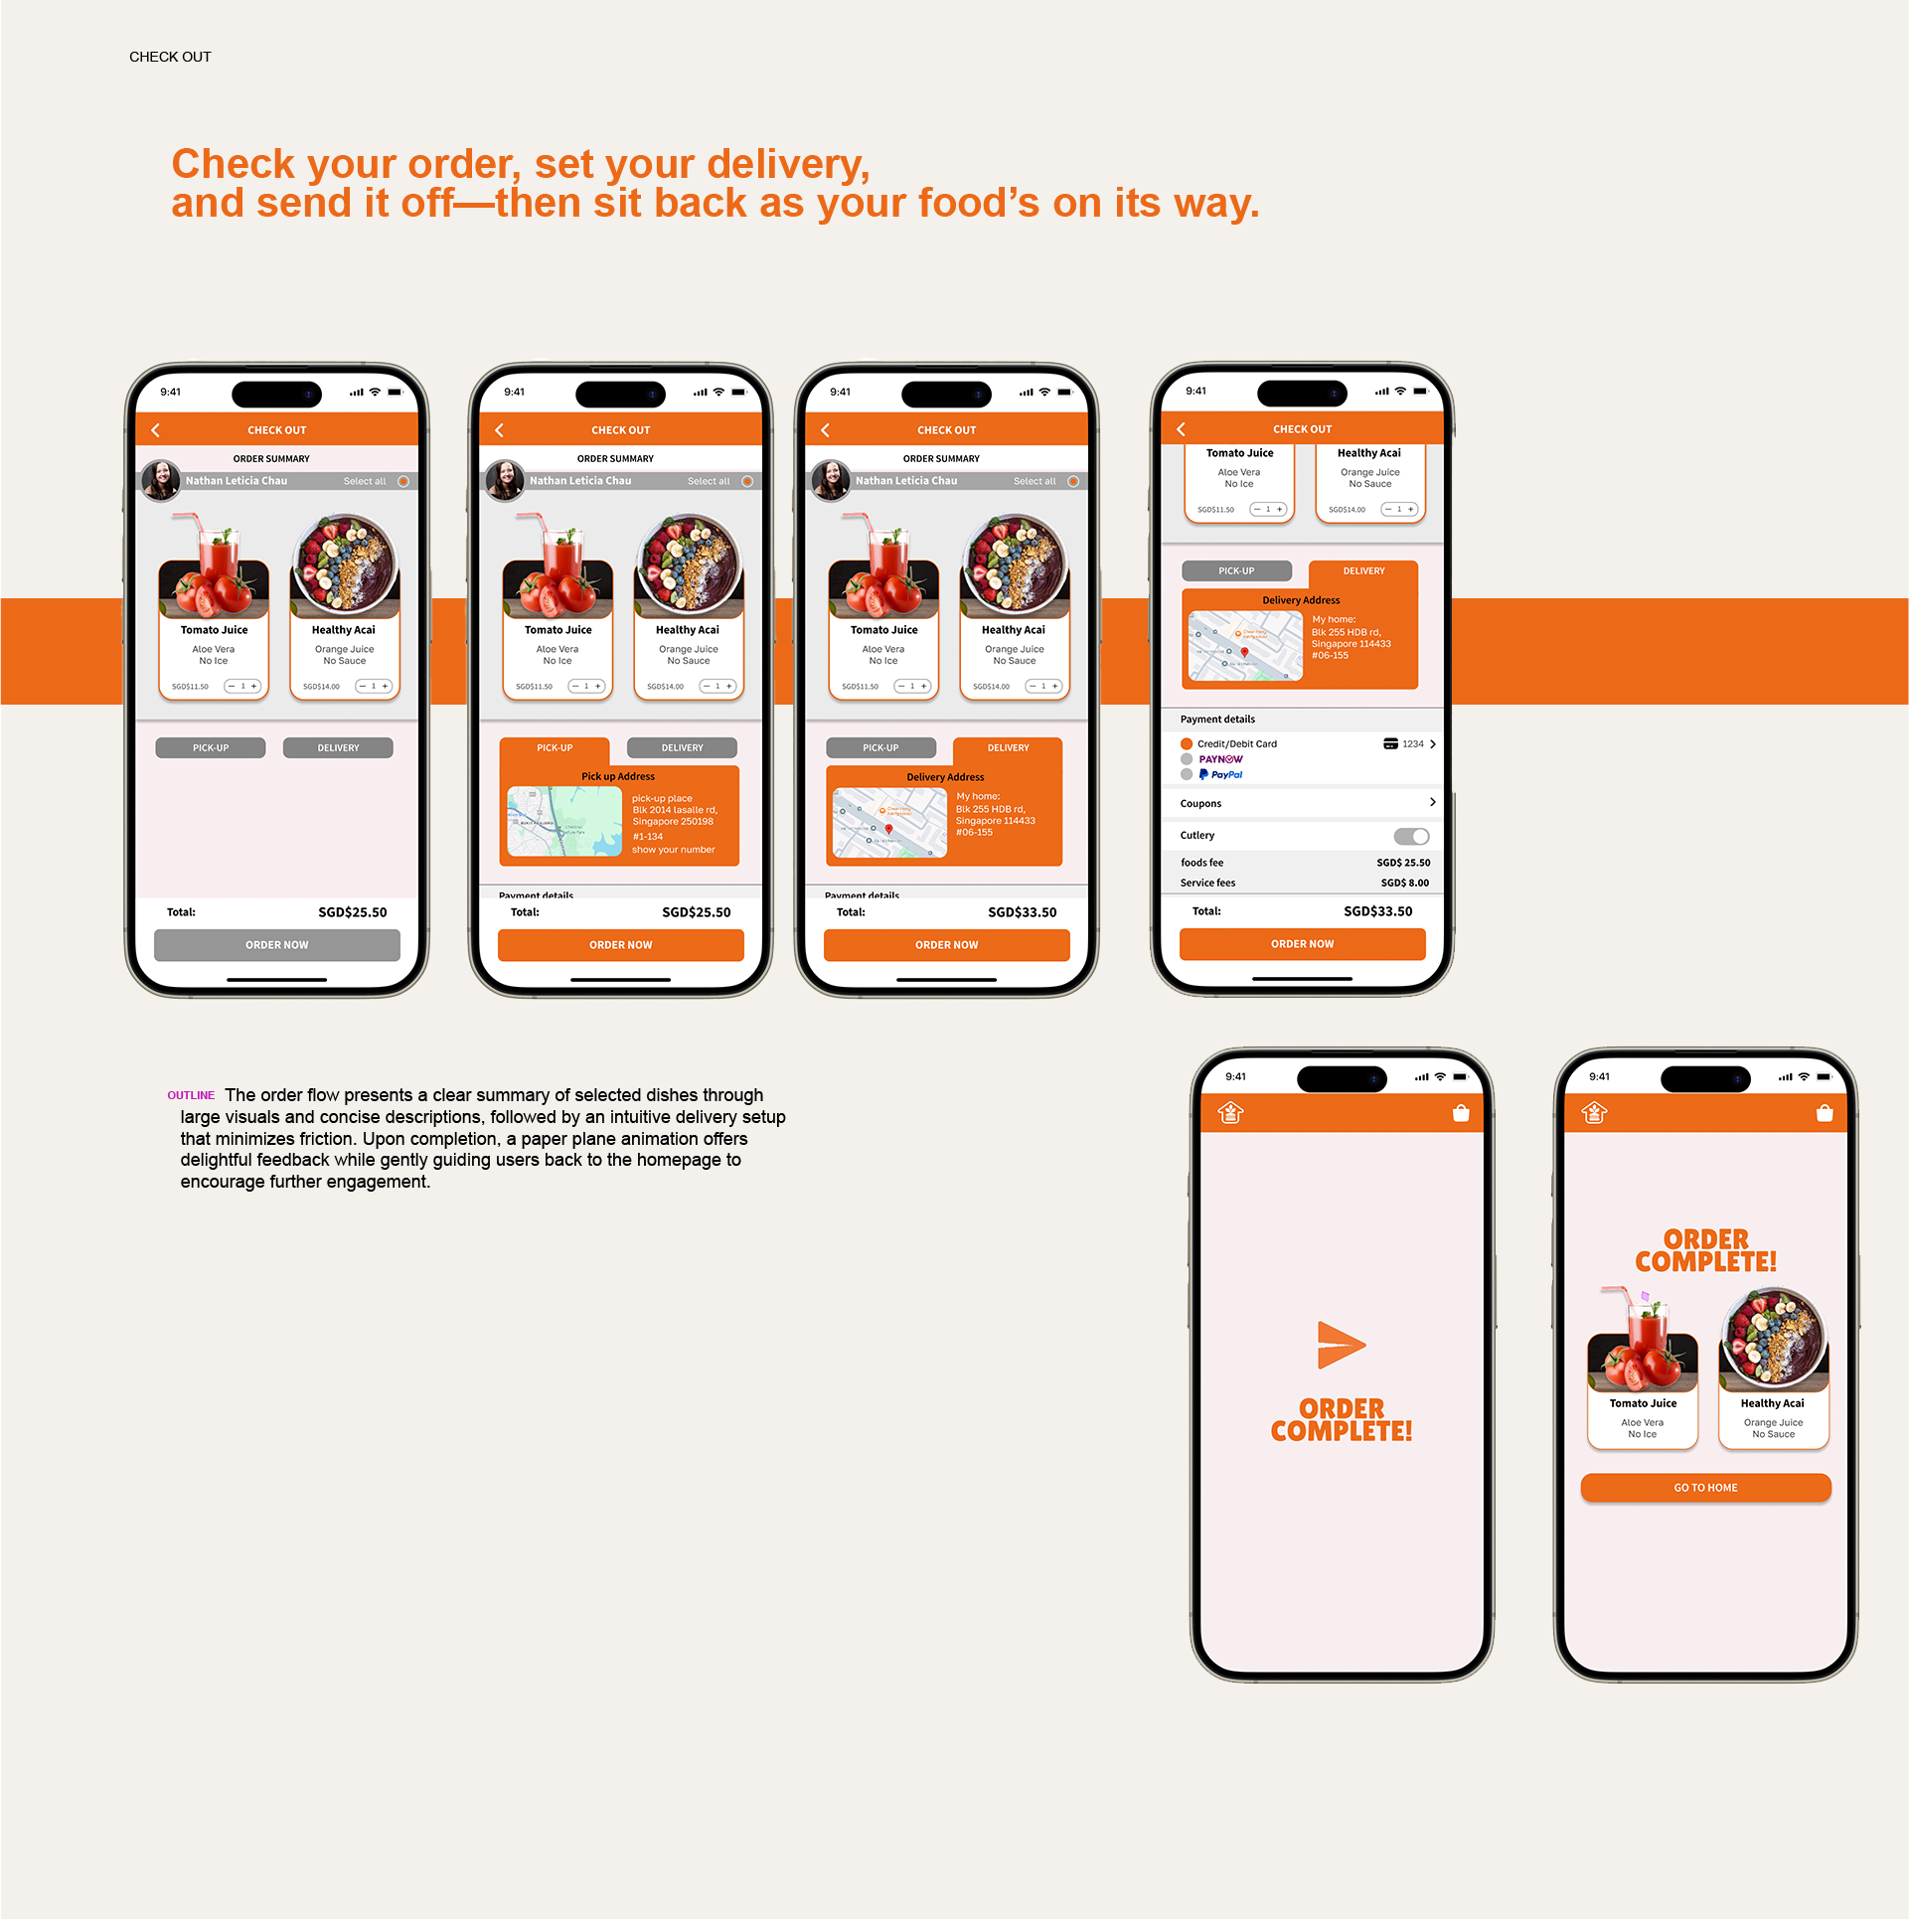 CHECK OUT
Check your order, set your delivery,
and send it off—then sit back as your food’s on its way.
9:41
CHECK OUT
ORDER SUMMARY
Nathan Leticia Chau Select all
Tomato Juice
Aloe Vera
No Ice
SGD$11.50 − 1 +
Healthy Acai
Orange Juice
No Sauce
SGD$14.00 − 1 +
PICK-UP DELIVERY
Total: SGD$25.50
ORDER NOW
9:41
CHECK OUT
ORDER SUMMARY
Nathan Leticia Chau Select all
Tomato Juice
Aloe Vera
No Ice
SGD$11.50 − 1 +
Healthy Acai
Orange Juice
No Sauce
SGD$14.00 − 1 +
PICK-UP DELIVERY
Pick up Address
pick-up place
Blk 2014 lasalle rd,
Singapore 250198
#1-134
show your number
Payment details
Total: SGD$25.50
ORDER NOW
9:41
CHECK OUT
ORDER SUMMARY
Nathan Leticia Chau Select all
Tomato Juice
Aloe Vera
No Ice
SGD$11.50 − 1 +
Healthy Acai
Orange Juice
No Sauce
SGD$14.00 − 1 +
PICK-UP DELIVERY
Delivery Address
My home:
Blk 255 HDB rd,
Singapore 114433
#06-155
Payment details
Total: SGD$33.50
ORDER NOW
9:41
CHECK OUT
Tomato Juice
Aloe Vera
No Ice
SGD$11.50 − 1 +
Healthy Acai
Orange Juice
No Sauce
SGD$14.00 − 1 +
PICK-UP DELIVERY
Delivery Address
My home:
Blk 255 HDB rd,
Singapore 114433
#06-155
Payment details
Credit/Debit Card 1234
PAYNOW
PayPal
Coupons
Cutlery
foods fee SGD$ 25.50
Service fees SGD$ 8.00
Total: SGD$33.50
ORDER NOW
OUTLINE The order flow presents a clear summary of selected dishes through
large visuals and concise descriptions, followed by an intuitive delivery setup
that minimizes friction. Upon completion, a paper plane animation offers
delightful feedback while gently guiding users back to the homepage to
encourage further engagement.
9:41
ORDER
COMPLETE!
9:41
ORDER
COMPLETE!
Tomato Juice
Aloe Vera
No Ice
Healthy Acai
Orange Juice
No Sauce
GO TO HOME